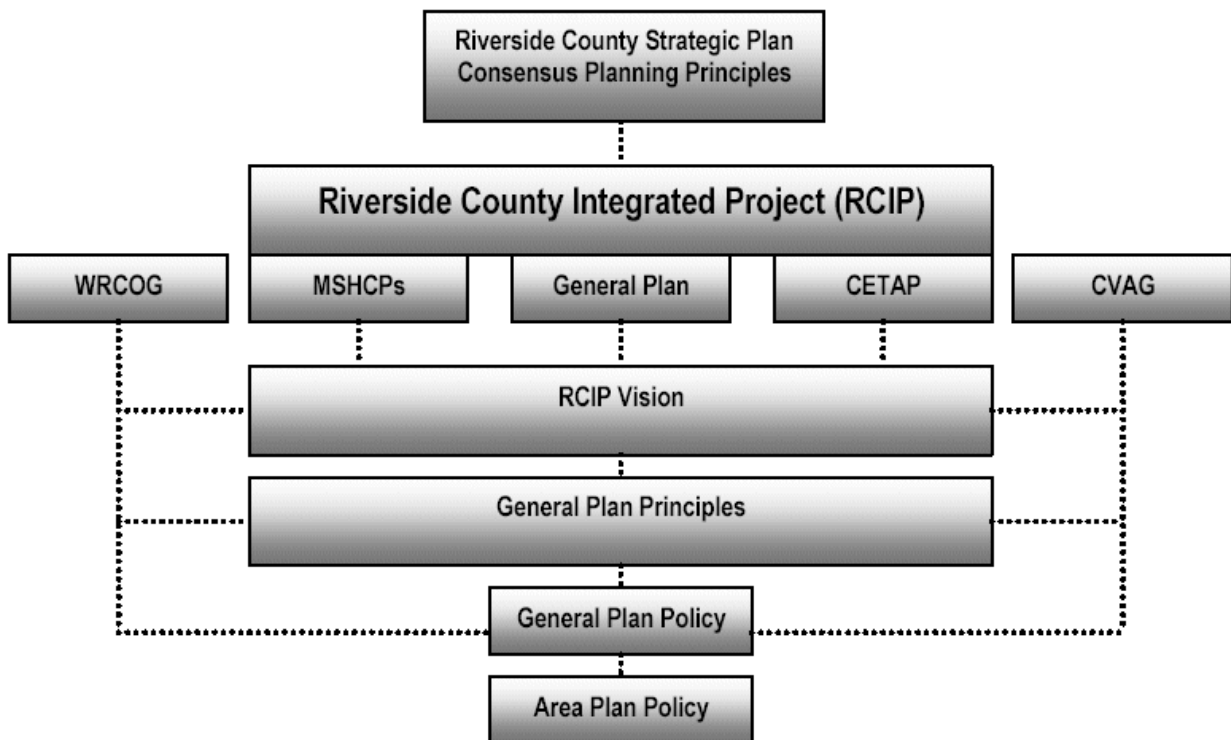 Riverside County Strategic Plan
Consensus Planning Principles
Riverside County Integrated Project (RCIP)
WRCOG
MSHCPs
General Plan
CETAP
CVAG
RCIP Vision
General Plan Principles
General Plan Policy
Area Plan Policy